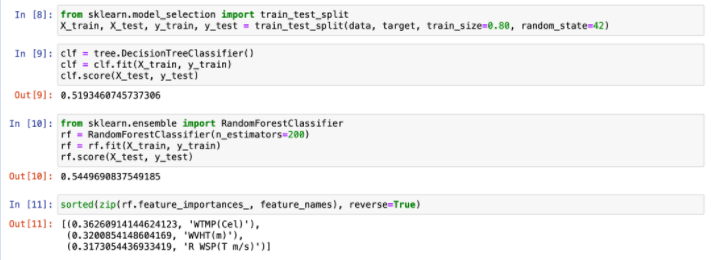 In [8]: from sklearn.model_selection import train_test_split
X_train, X_test, y_train, y_test = train_test_split(data, target, train_size=0.80, random_state=42)
In [9]: clf = tree.DecisionTreeClassifier()
clf = clf.fit(X_train, y_train)
clf.score(X_test, y_test)
Out[9]: 0.5193460745737306
In [10]: from sklearn.ensemble import RandomForestClassifier
rf = RandomForestClassifier(n_estimators=200)
rf = rf.fit(X_train, y_train)
rf.score(X_test, y_test)
Out[10]: 0.5449690837549185
In [11]: sorted(zip(rf.feature_importances_, feature_names), reverse=True)
Out[11]: [(0.36260914144624123, 'WTMP(Cel)'),
(0.3200854148604169, 'WVHT(m)'),
(0.3173054436933419, 'R WSP(T m/s)')]